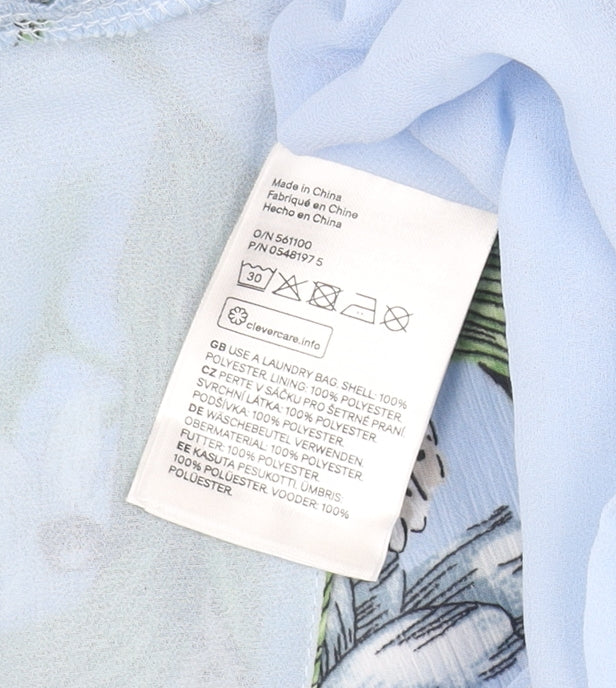 Made in China
Fabriqué en Chine
Hecho en China
O/N 561100
P/N 0548197 5
30
clevercare.info
GB USE A LAUNDRY BAG. SHELL: 100%
POLYESTER. LINING: 100% POLYESTER.
CZ PERTE V SÁČKU PRO ŠETRNÉ PRANÍ.
SVRCHNÍ LÁTKA: 100% POLYESTER.
PODŠÍVKA: 100% POLYESTER.
DE WÄSCHEBEUTEL VERWENDEN.
OBERMATERIAL: 100% POLYESTER.
FUTTER: 100% POLYESTER.
EE KASUTA PESUKOTTI. ÜMBRIS:
100% POLÜESTER. VOODER: 100%
POLÜESTER.